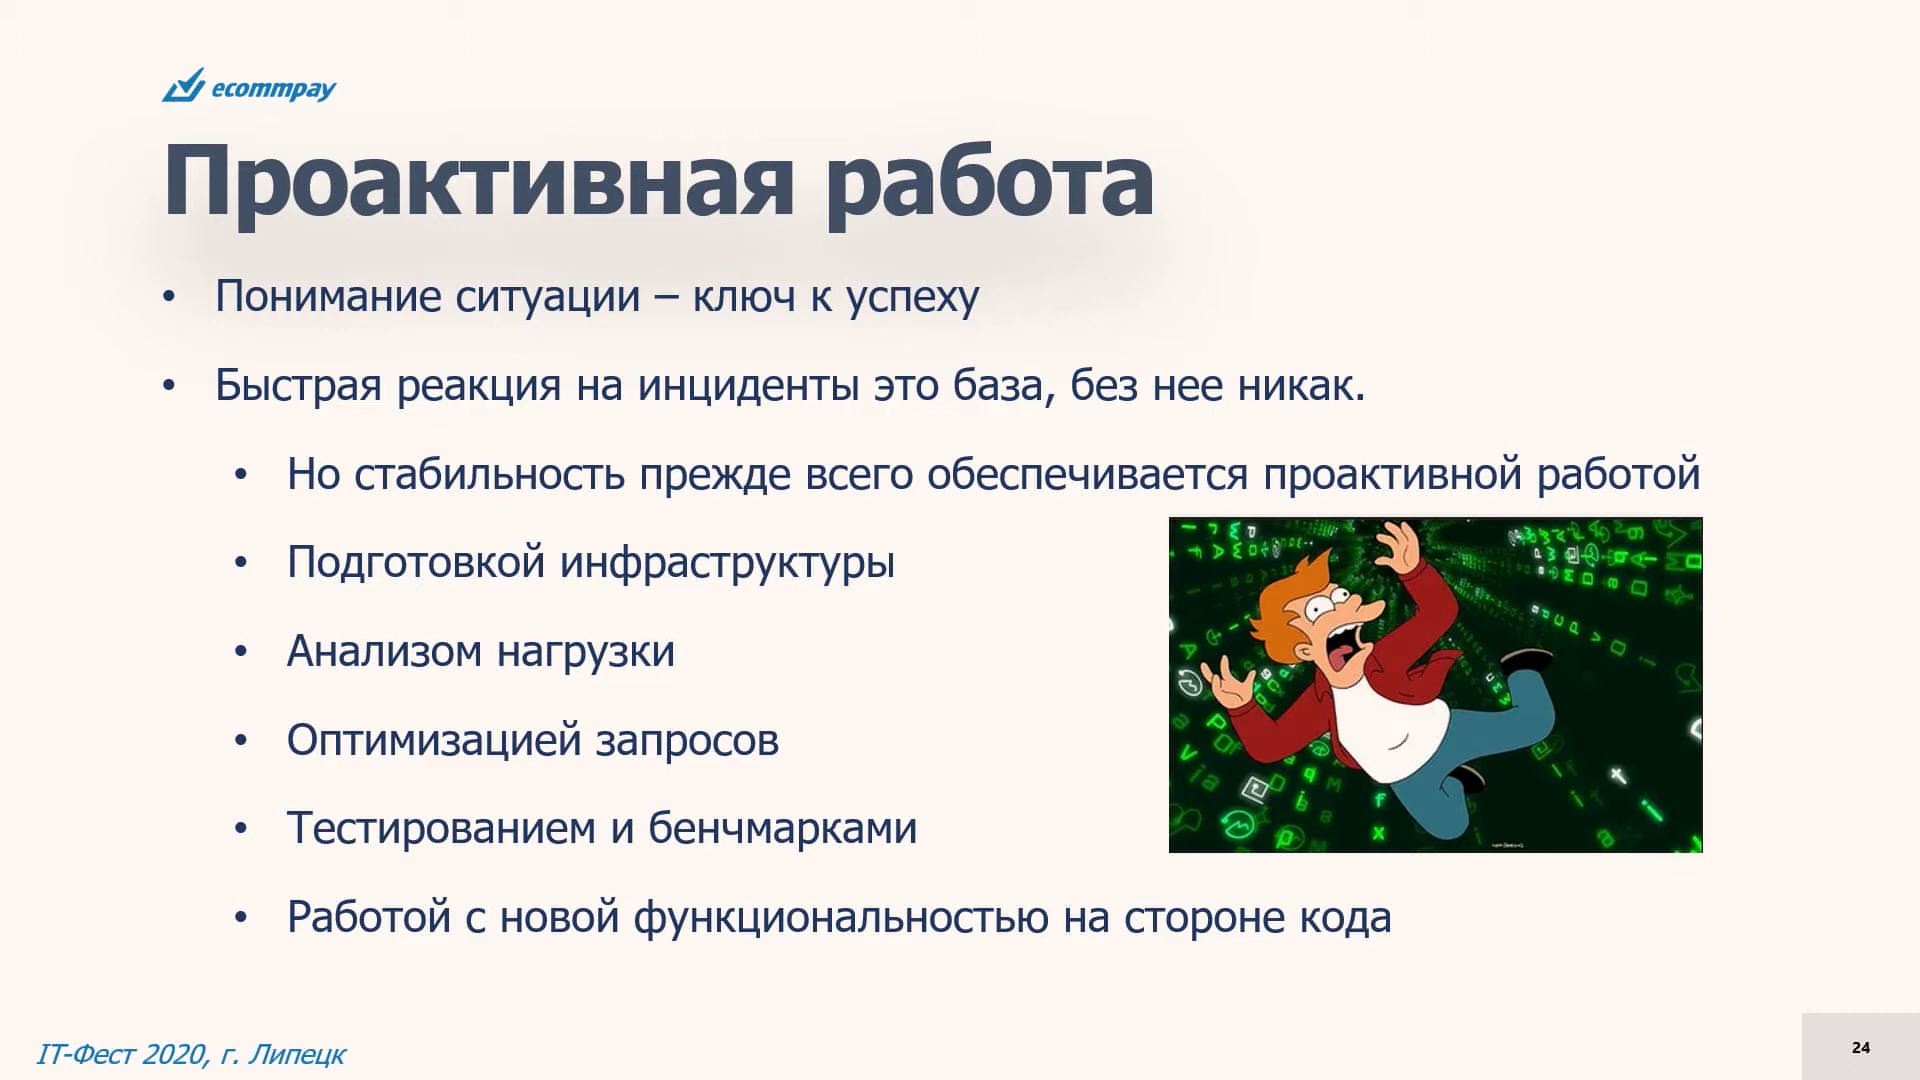 ecommpay
Проактивная работа
• Понимание ситуации – ключ к успеху
• Быстрая реакция на инциденты это база, без нее никак.
• Но стабильность прежде всего обеспечивается проактивной работой
• Подготовкой инфраструктуры
• Анализом нагрузки
• Оптимизацией запросов
• Тестированием и бенчмарками
• Работой с новой функциональностью на стороне кода
IT-Фест 2020, г. Липецк
24